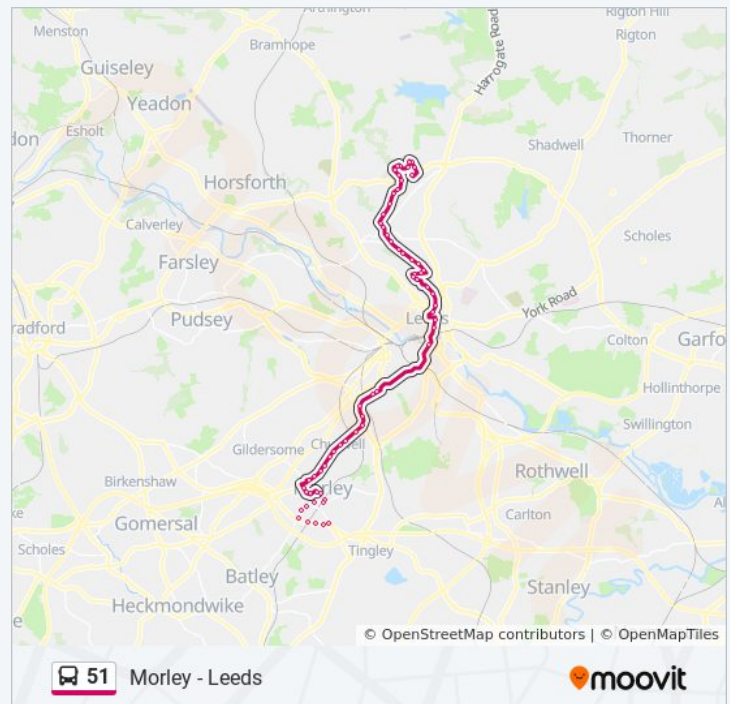 Arthington
Rigton Hill
Menston
Bramhope
Harrogate Road
Rigton
Guiseley
Yeadon
Esholt
Thorner
Shadwell
Horsforth
Calverley
Scholes
Farsley
York Road
Pudsey
Leeds
radford
Colton
Garfo
Hollinthorpe
Swillington
Gildersome
Birkenshaw
Morley
Rothwell
Gomersal
Carlton
Scholes
Tingley
Batley
Stanley
Heckmondwike
© OpenStreetMap contributors | © OpenMapTiles
51 Morley - Leeds
moovit